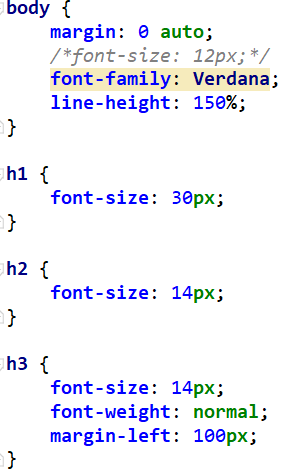 body {
    margin: 0 auto;
    /*font-size: 12px;*/
    font-family: Verdana;
    line-height: 150%;
}

h1 {
    font-size: 30px;
}

h2 {
    font-size: 14px;
}

h3 {
    font-size: 14px;
    font-weight: normal;
    margin-left: 100px;
}